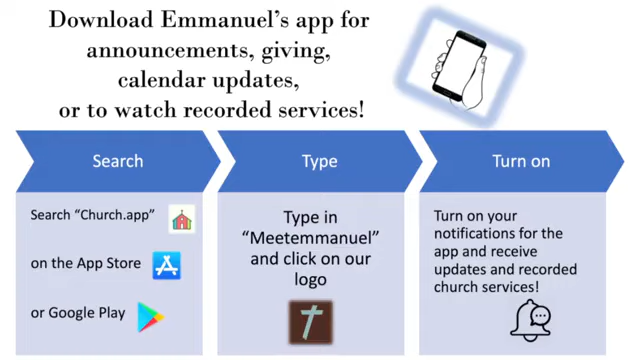 Download Emmanuel's app for
announcements, giving,
calendar updates,
or to watch recorded services!
Search
Search "Church.app"
on the App Store
or Google Play
Type
Type in
"Meetemmanuel"
and click on our
logo
Turn on
Turn on your
notifications for the
app and receive
updates and recorded
church services!